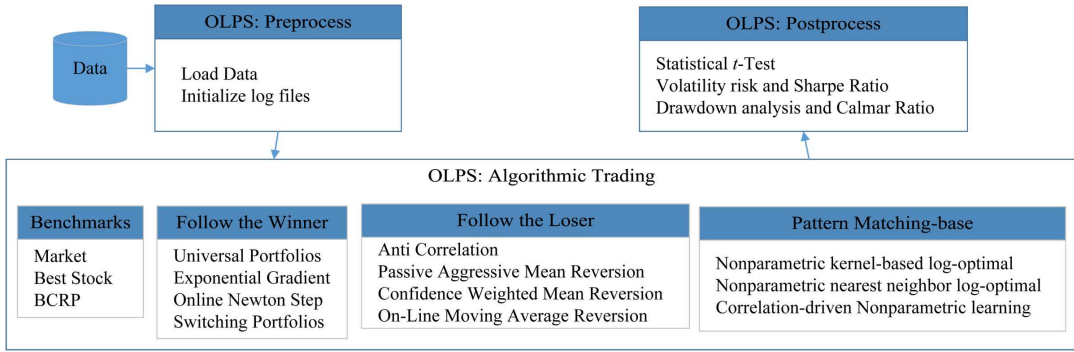 Data
OLPS: Preprocess
Load Data
Initialize log files
OLPS: Postprocess
Statistical t-Test
Volatility risk and Sharpe Ratio
Drawdown analysis and Calmar Ratio
OLPS: Algorithmic Trading
Benchmarks
Market
Best Stock
BCRP
Follow the Winner
Universal Portfolios
Exponential Gradient
Online Newton Step
Switching Portfolios
Follow the Loser
Anti Correlation
Passive Aggressive Mean Reversion
Confidence Weighted Mean Reversion
On-Line Moving Average Reversion
Pattern Matching-base
Nonparametric kernel-based log-optimal
Nonparametric nearest neighbor log-optimal
Correlation-driven Nonparametric learning